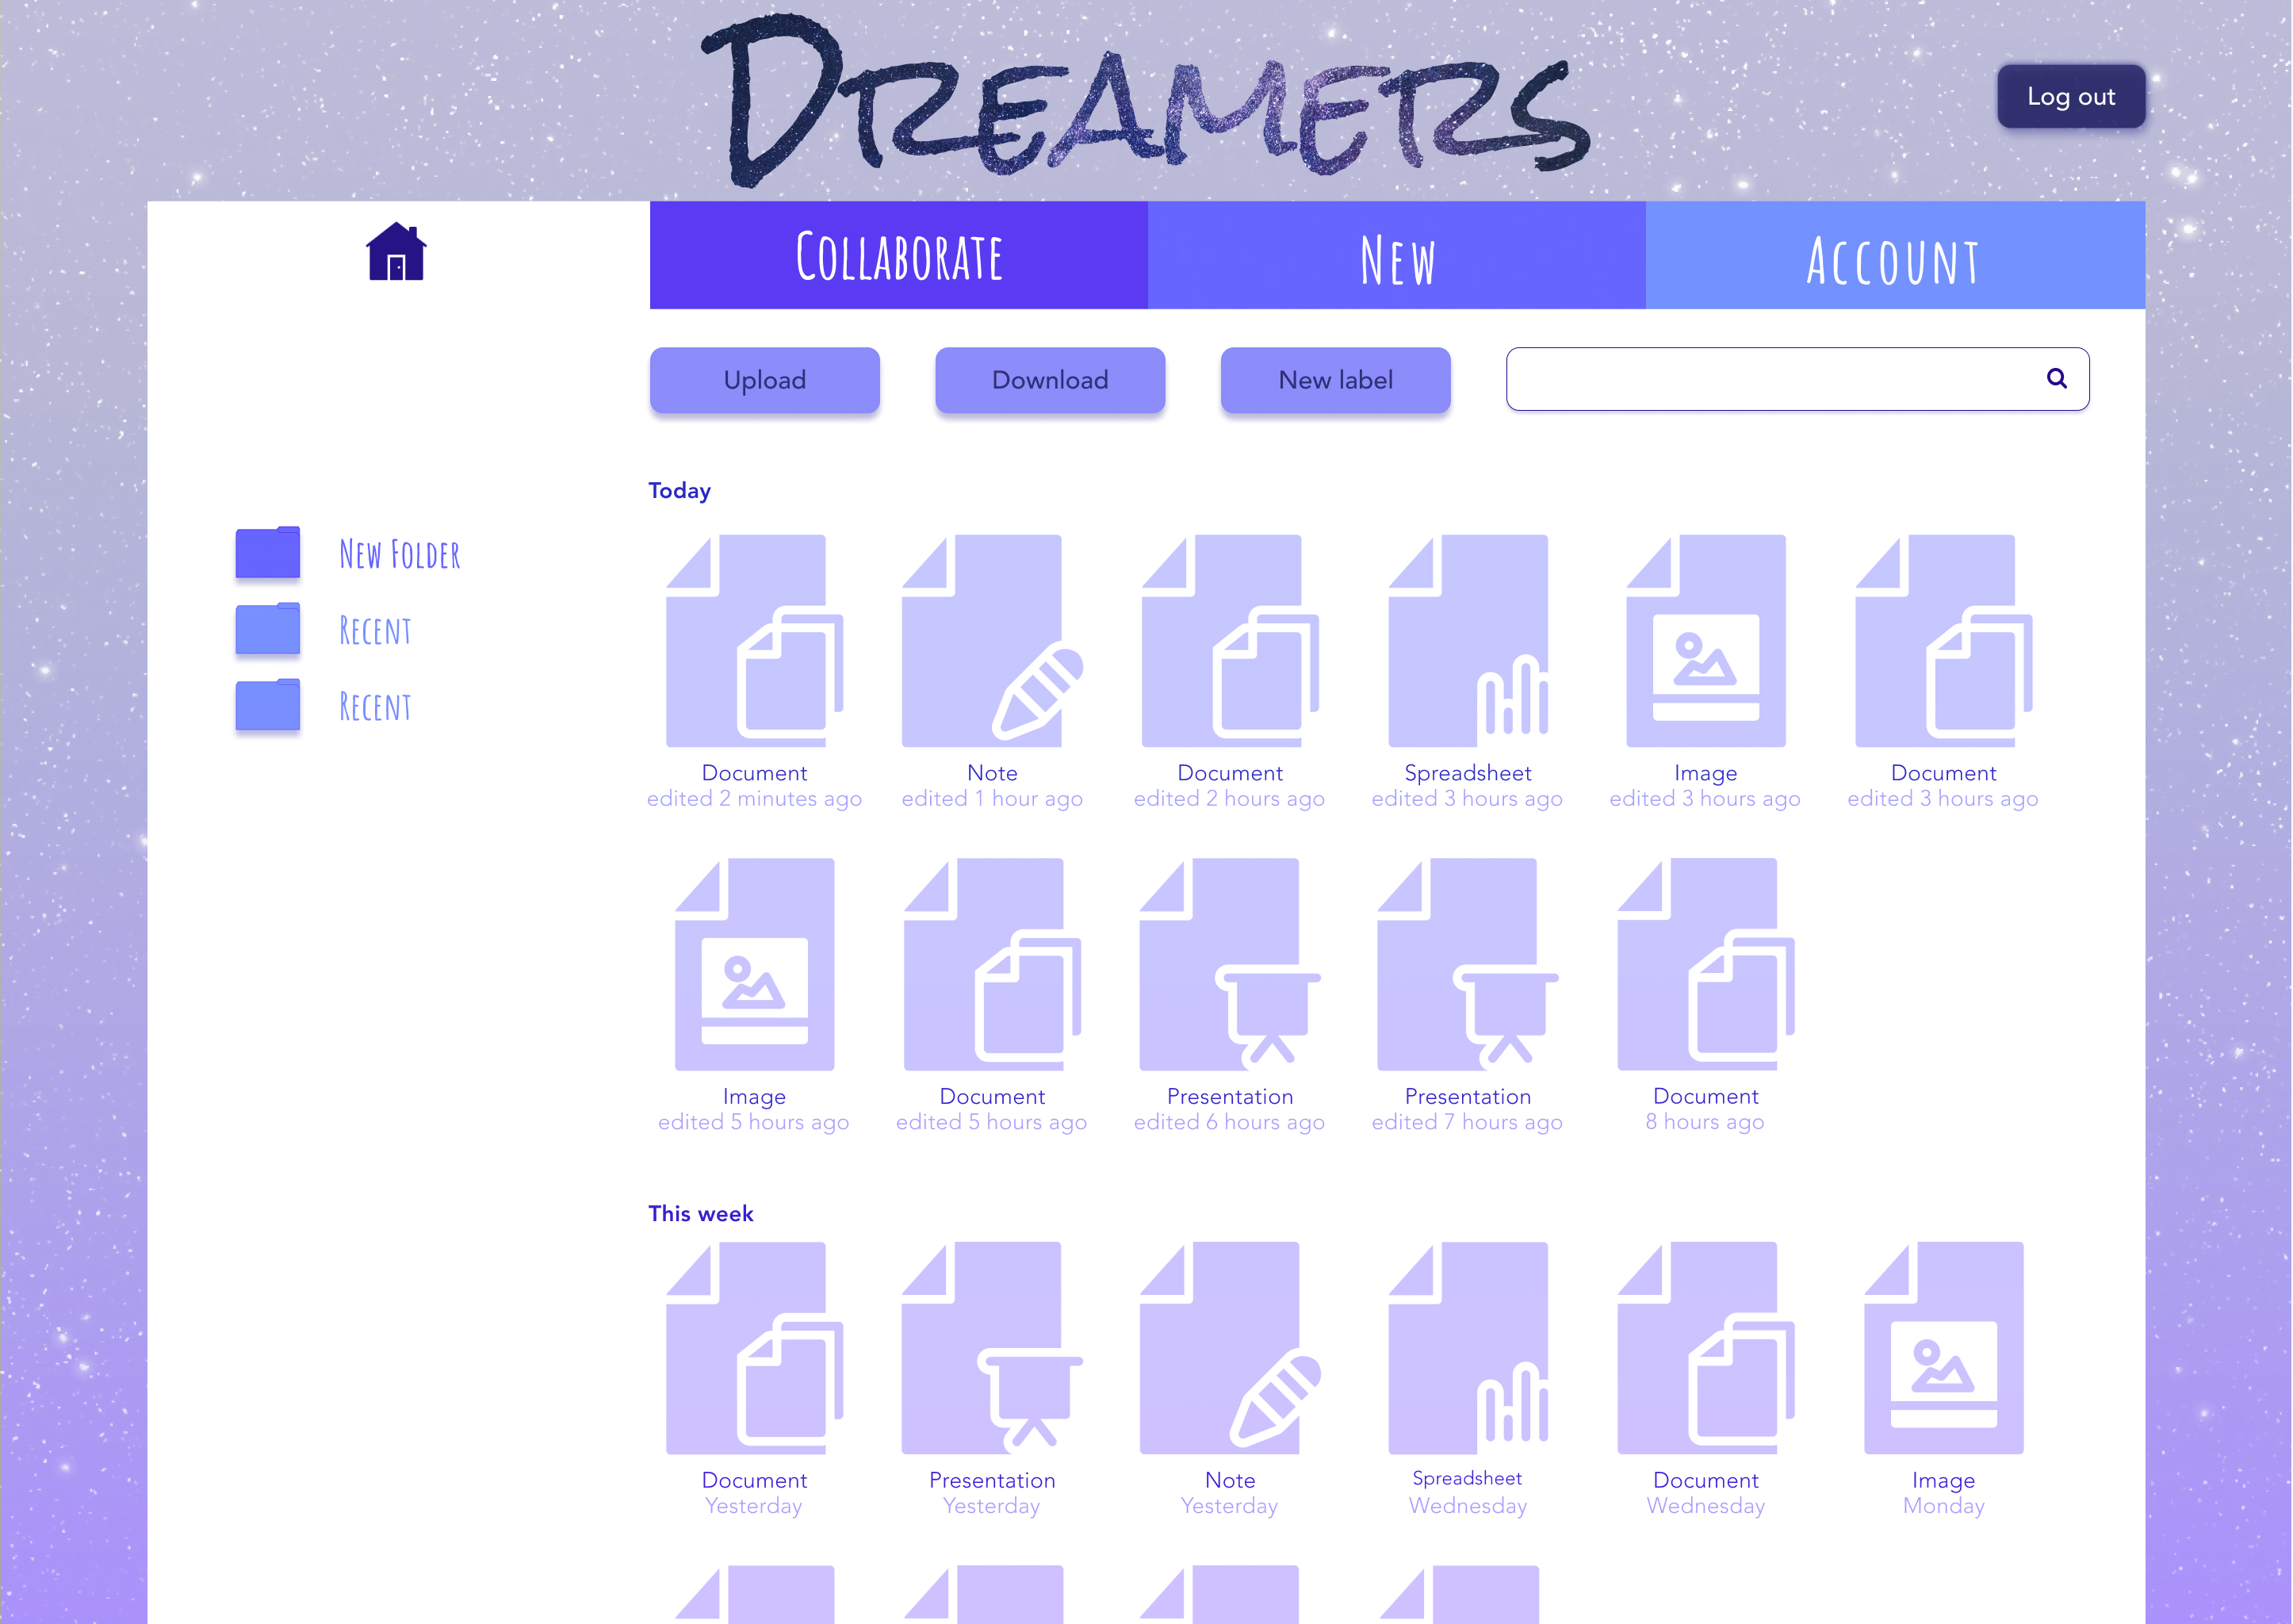 Dreamers
Log out
Collaborate
New
Account
Upload
Download
New label
Today
New Folder
Recent
Recent
Document
edited 2 minutes ago
Note
edited 1 hour ago
Document
edited 2 hours ago
Spreadsheet
edited 3 hours ago
Image
edited 3 hours ago
Document
edited 3 hours ago
Image
edited 5 hours ago
Document
edited 5 hours ago
Presentation
edited 6 hours ago
Presentation
edited 7 hours ago
Document
8 hours ago
This week
Document
Yesterday
Presentation
Yesterday
Note
Yesterday
Spreadsheet
Wednesday
Document
Wednesday
Image
Monday